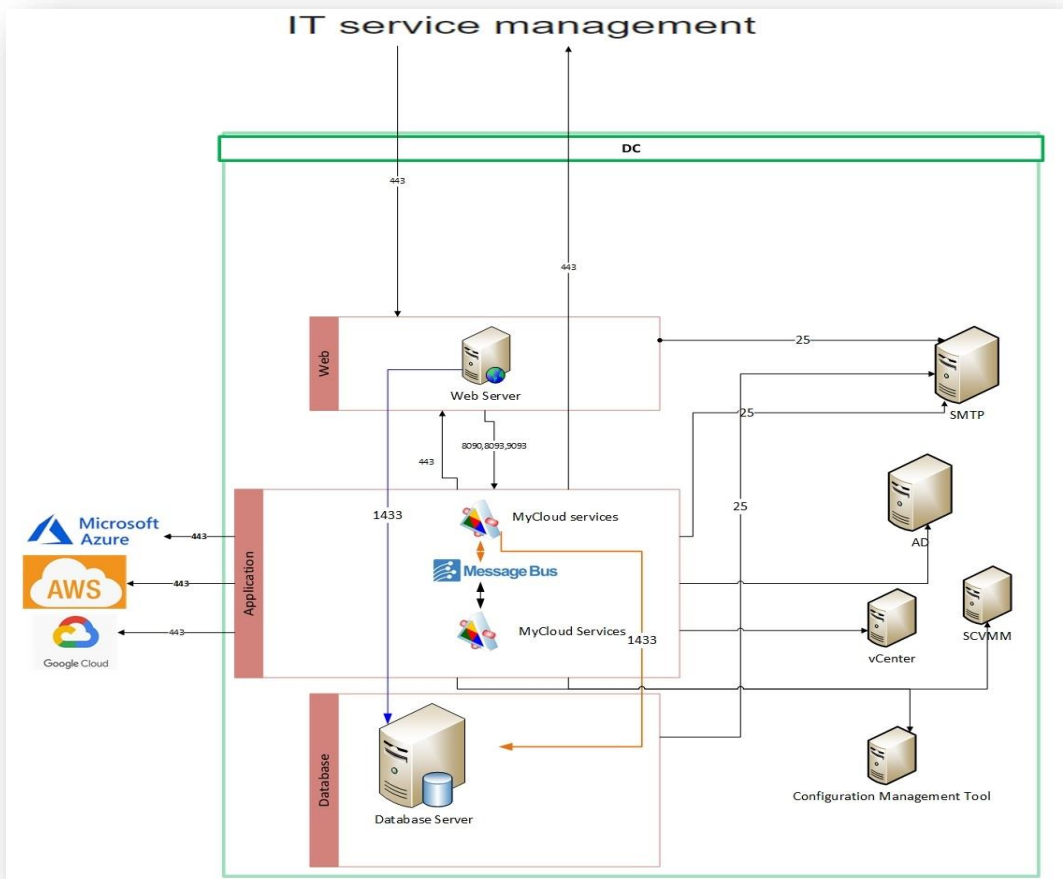 IT service management
DC
443
443
Web
Web Server
25
SMTP
25
443
8090,8093,9093
AD
Microsoft
Azure
443
AWS
443
Google Cloud
443
Application
MyCloud services
Message Bus
MyCloud Services
1433
25
1433
vCenter
SCVMM
Database
Database Server
Configuration Management Tool